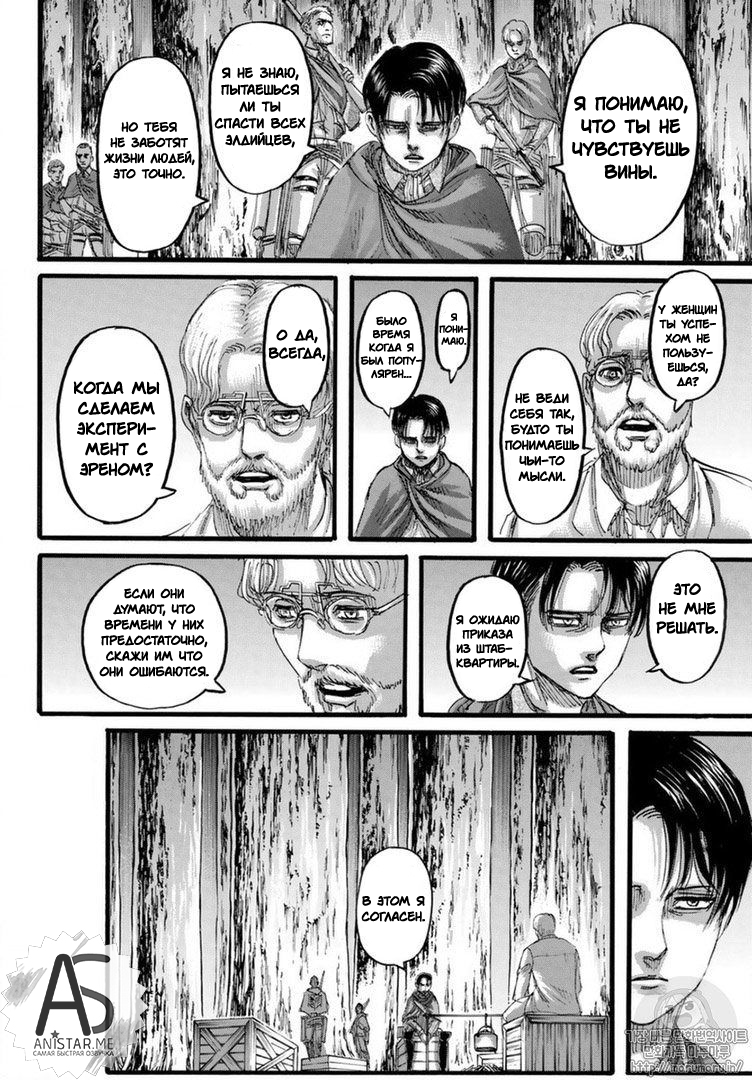 Я ПОНИМАЮ,
ЧТО ТЫ НЕ
ЧУВСТВУЕШЬ
ВИНЫ.
Я НЕ ЗНАЮ,
ПЫТАЕШЬСЯ
ЛИ ТЫ
СПАСТИ ВСЕХ
ЭЛДИЙЦЕВ,
НО ТЕБЯ
НЕ ЗАБОТЯТ
ЖИЗНИ ЛЮДЕЙ,
ЭТО ТОЧНО.
У ЖЕНЩИН
ТЫ УСПЕ-
ХОМ НЕ
ПОЛЬЗУ-
ЕШЬСЯ,
ДА?
НЕ ВЕДИ
СЕБЯ ТАК,
БУДТО ТЫ
ПОНИМАЕШЬ
ЧЬИ-ТО
МЫСЛИ.
Я
ПОНИ-
МАЮ.
БЫЛО
ВРЕМЯ
КОГДА Я
БЫЛ ПОПУ-
ЛЯРЕН...
О ДА,
ВСЕГДА,
КОГДА МЫ
СДЕЛАЕМ
ЭКСПЕРИ-
МЕНТ С
ЭРЕНОМ?
ЭТО
НЕ МНЕ
РЕШАТЬ.
Я ОЖИДАЮ
ПРИКАЗА
ИЗ ШТАБ-
КВАРТИРЫ.
ЕСЛИ ОНИ
ДУМАЮТ, ЧТО
ВРЕМЕНИ У НИХ
ПРЕДОСТАТОЧНО,
СКАЖИ ИМ ЧТО
ОНИ ОШИБАЮТСЯ.
В ЭТОМ Я
СОГЛАСЕН.
AS
ANISTAR.ME
САМАЯ БЫСТРАЯ ОЗВУЧКА